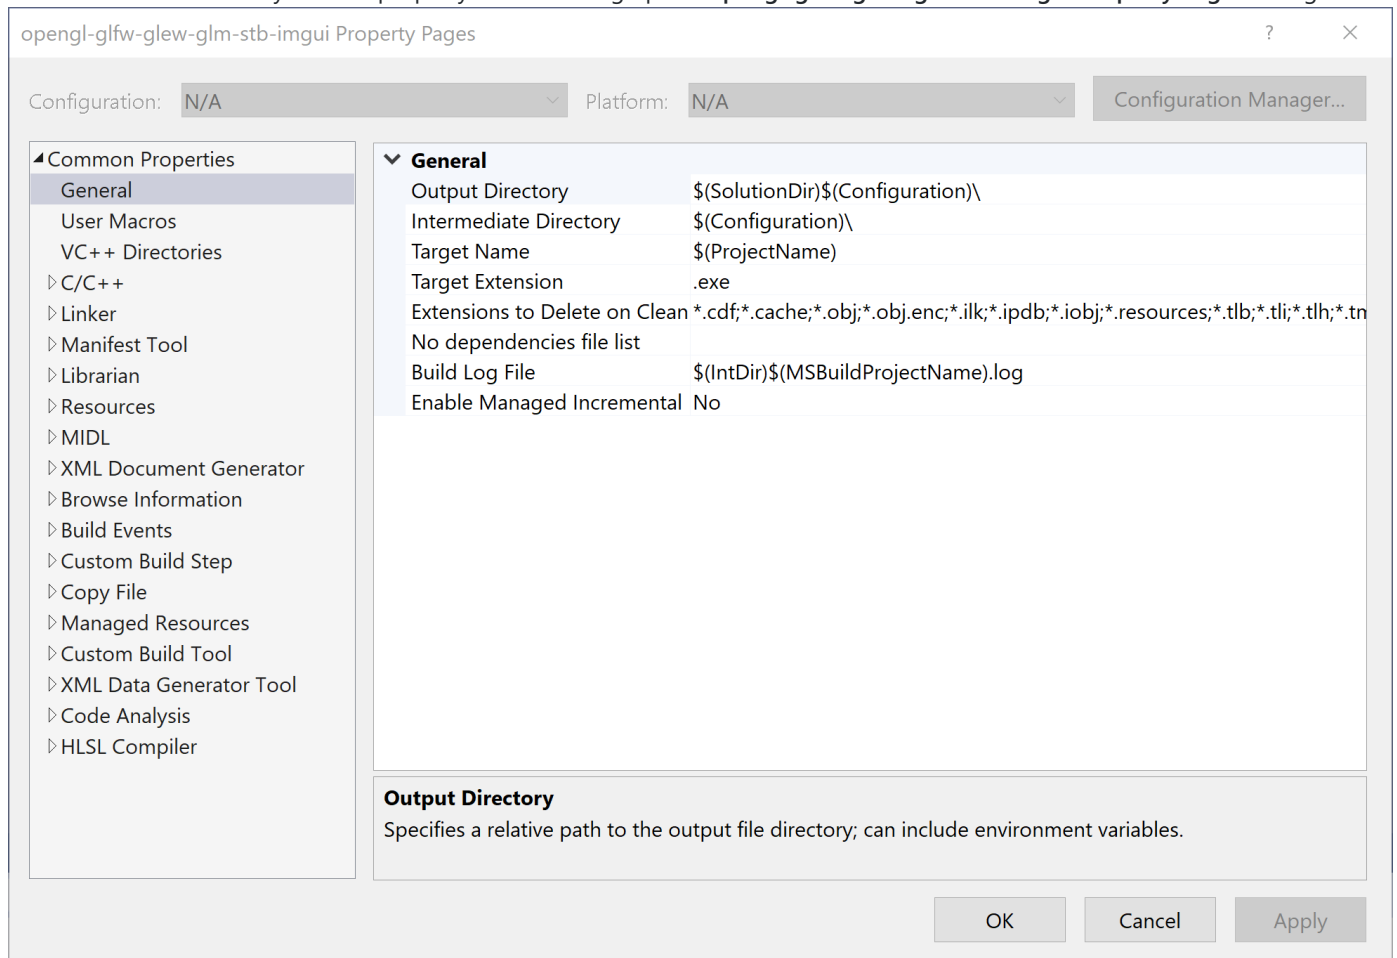 opengl-glfw-glew-glm-stb-imgui Property Pages
?
Configuration: N/A Platform: N/A Configuration Manager...
Common Properties
General
User Macros
VC++ Directories
C/C++
Linker
Manifest Tool
Librarian
Resources
MIDL
XML Document Generator
Browse Information
Build Events
Custom Build Step
Copy File
Managed Resources
Custom Build Tool
XML Data Generator Tool
Code Analysis
HLSL Compiler
General
Output Directory $(SolutionDir)$(Configuration)\
Intermediate Directory $(Configuration)\
Target Name $(ProjectName)
Target Extension .exe
Extensions to Delete on Clean *.cdf;*.cache;*.obj;*.obj.enc;*.ilk;*.ipdb;*.iobj;*.resources;*.tlb;*.tli;*.tlh;*.tm
No dependencies file list
Build Log File $(IntDir)$(MSBuildProjectName).log
Enable Managed Incremental No
Output Directory
Specifies a relative path to the output file directory; can include environment variables.
OK Cancel Apply